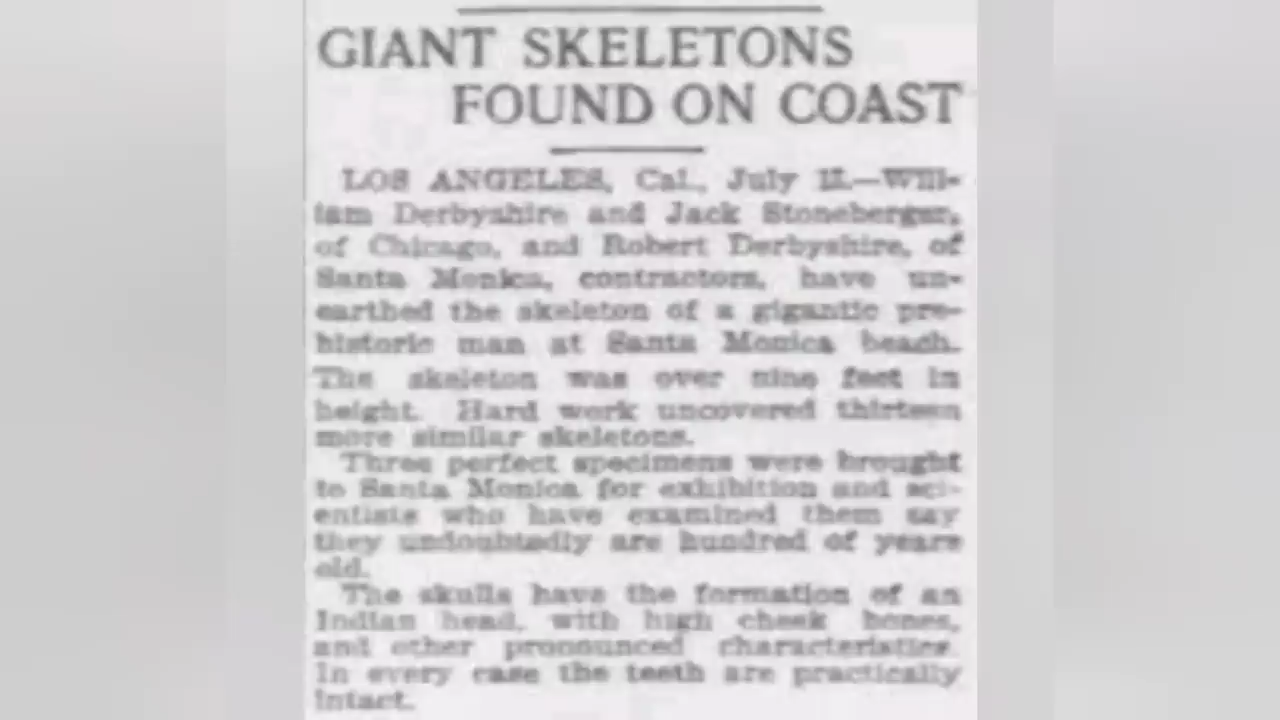 GIANT SKELETONS
FOUND ON COAST
LOS ANGELES, Cal., July 13.—Will-
iam Derbyshire and Jack Stoneberger,
of Chicago, and Robert Derbyshire, of
Santa Monica, contractors, have un-
earthed the skeleton of a gigantic pre-
historic man at Santa Monica beach.
The skeleton was over nine feet in
height. Hard work uncovered thirteen
more similar skeletons.
Three perfect specimens were brought
to Santa Monica for exhibition and sci-
entists who have examined them say
they undoubtedly are hundred of years
old.
The skulls have the formation of an
Indian head, with high cheek bones,
and other pronounced characteristics.
In every case the teeth are practically
intact.